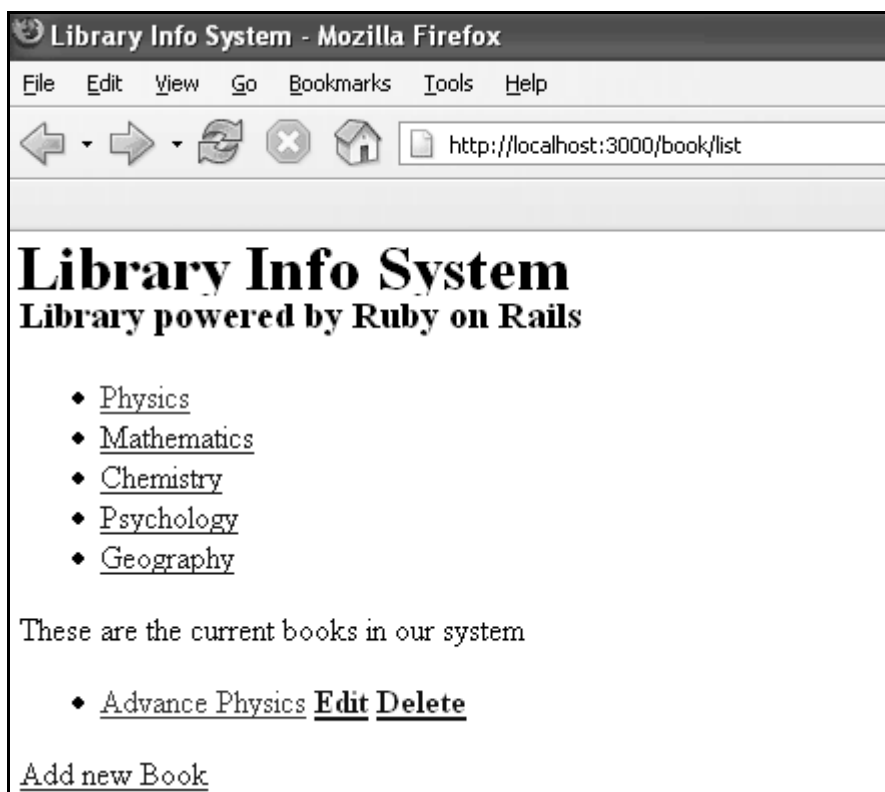 Library Info System - Mozilla Firefox
File Edit View Go Bookmarks Tools Help
http://localhost:3000/book/list
Library Info System
Library powered by Ruby on Rails
Physics
Mathematics
Chemistry
Psychology
Geography
These are the current books in our system
Advance Physics Edit Delete
Add new Book